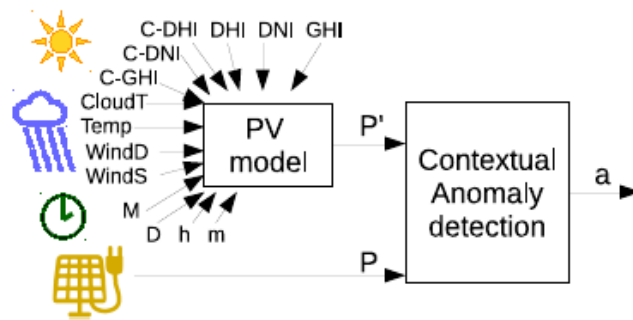 C-DHI DHI DNI GHI
C-DNI
C-GHI
CloudT
Temp
WindD
WindS
M
D h m
PV
model
P'
P
Contextual
Anomaly
detection
a